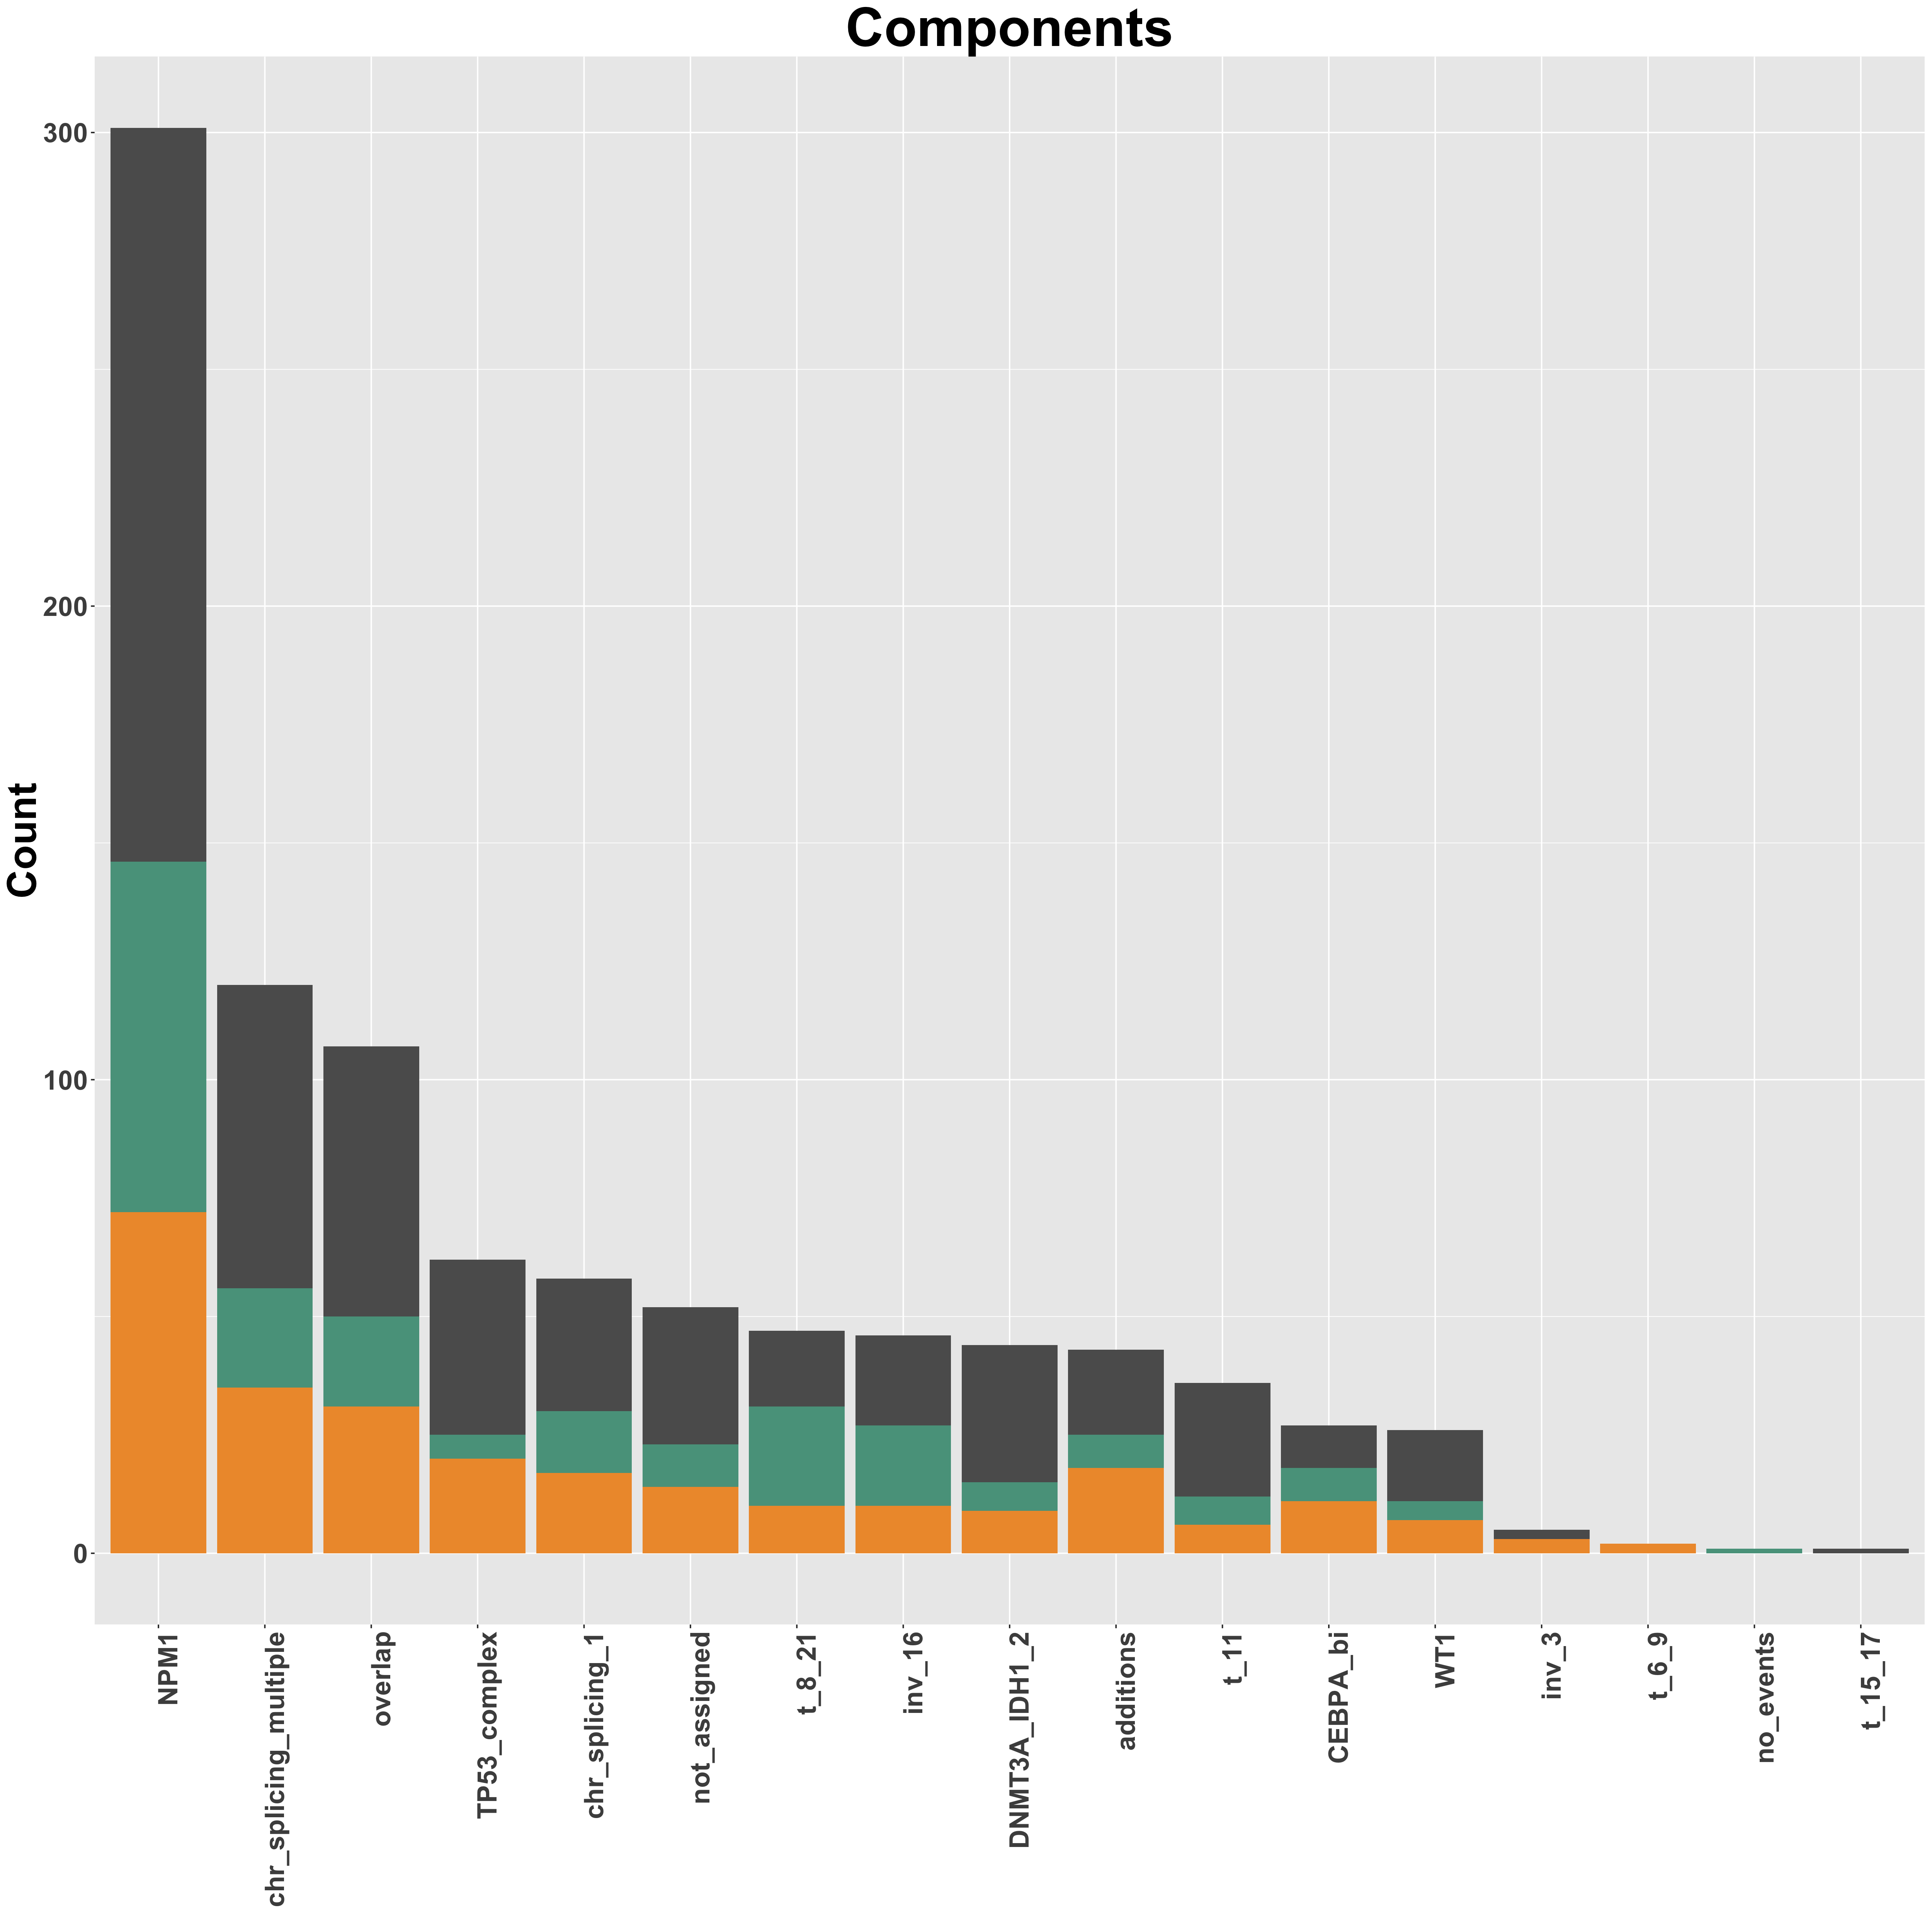 Components
Count
300
200
100
0
NPM1
chr_splicing_multiple
overlap
TP53_complex
chr_splicing_1
not_assigned
t_8_21
inv_16
DNMT3A_IDH1_2
additions
t_11
CEBPA_bi
WT1
inv_3
t_6_9
no_events
t_15_17